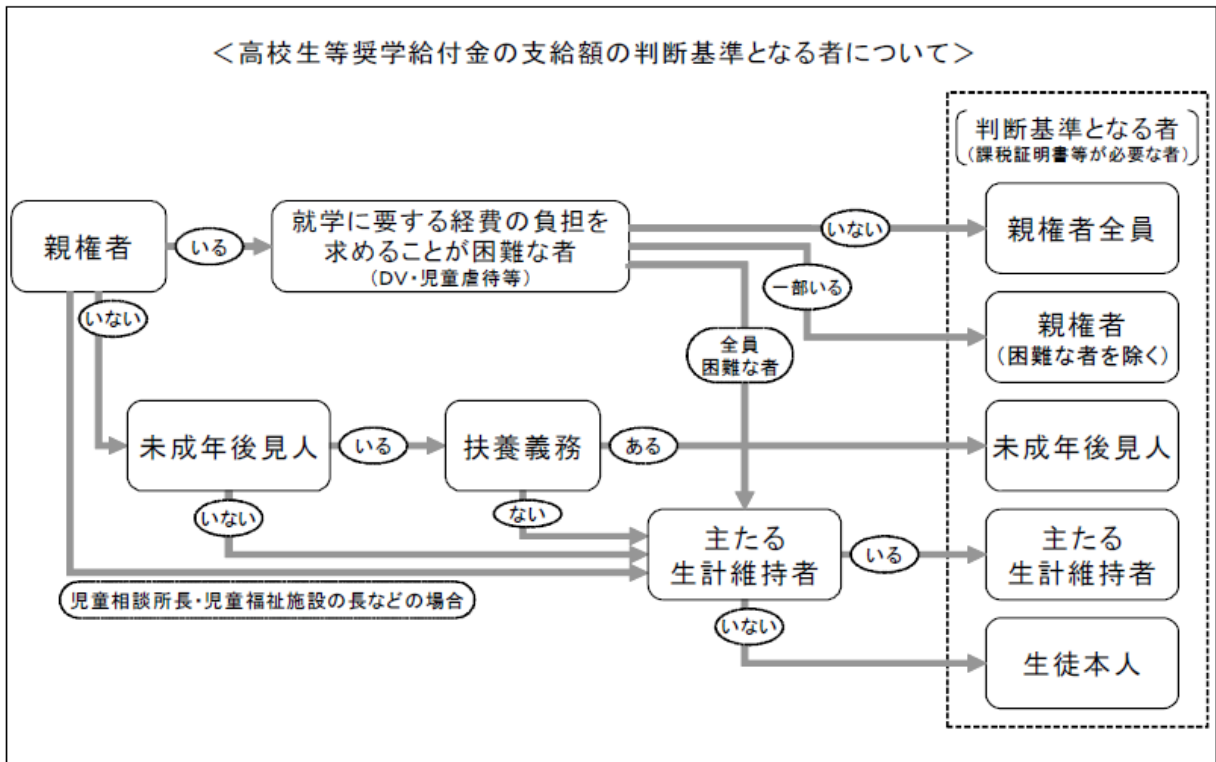 ＜高校生等奨学給付金の支給額の判断基準となる者について＞
判断基準となる者
（課税証明書等が必要な者）
親権者
いる
就学に要する経費の負担を
求めることが困難な者
（DV・児童虐待等）
いない
親権者全員
一部いる
親権者
（困難な者を除く）
全員
困難な者
いない
未成年後見人
いる
扶養義務
ある
未成年後見人
いない
ない
主たる
生計維持者
いる
主たる
生計維持者
児童相談所長・児童福祉施設の長などの場合
いない
生徒本人